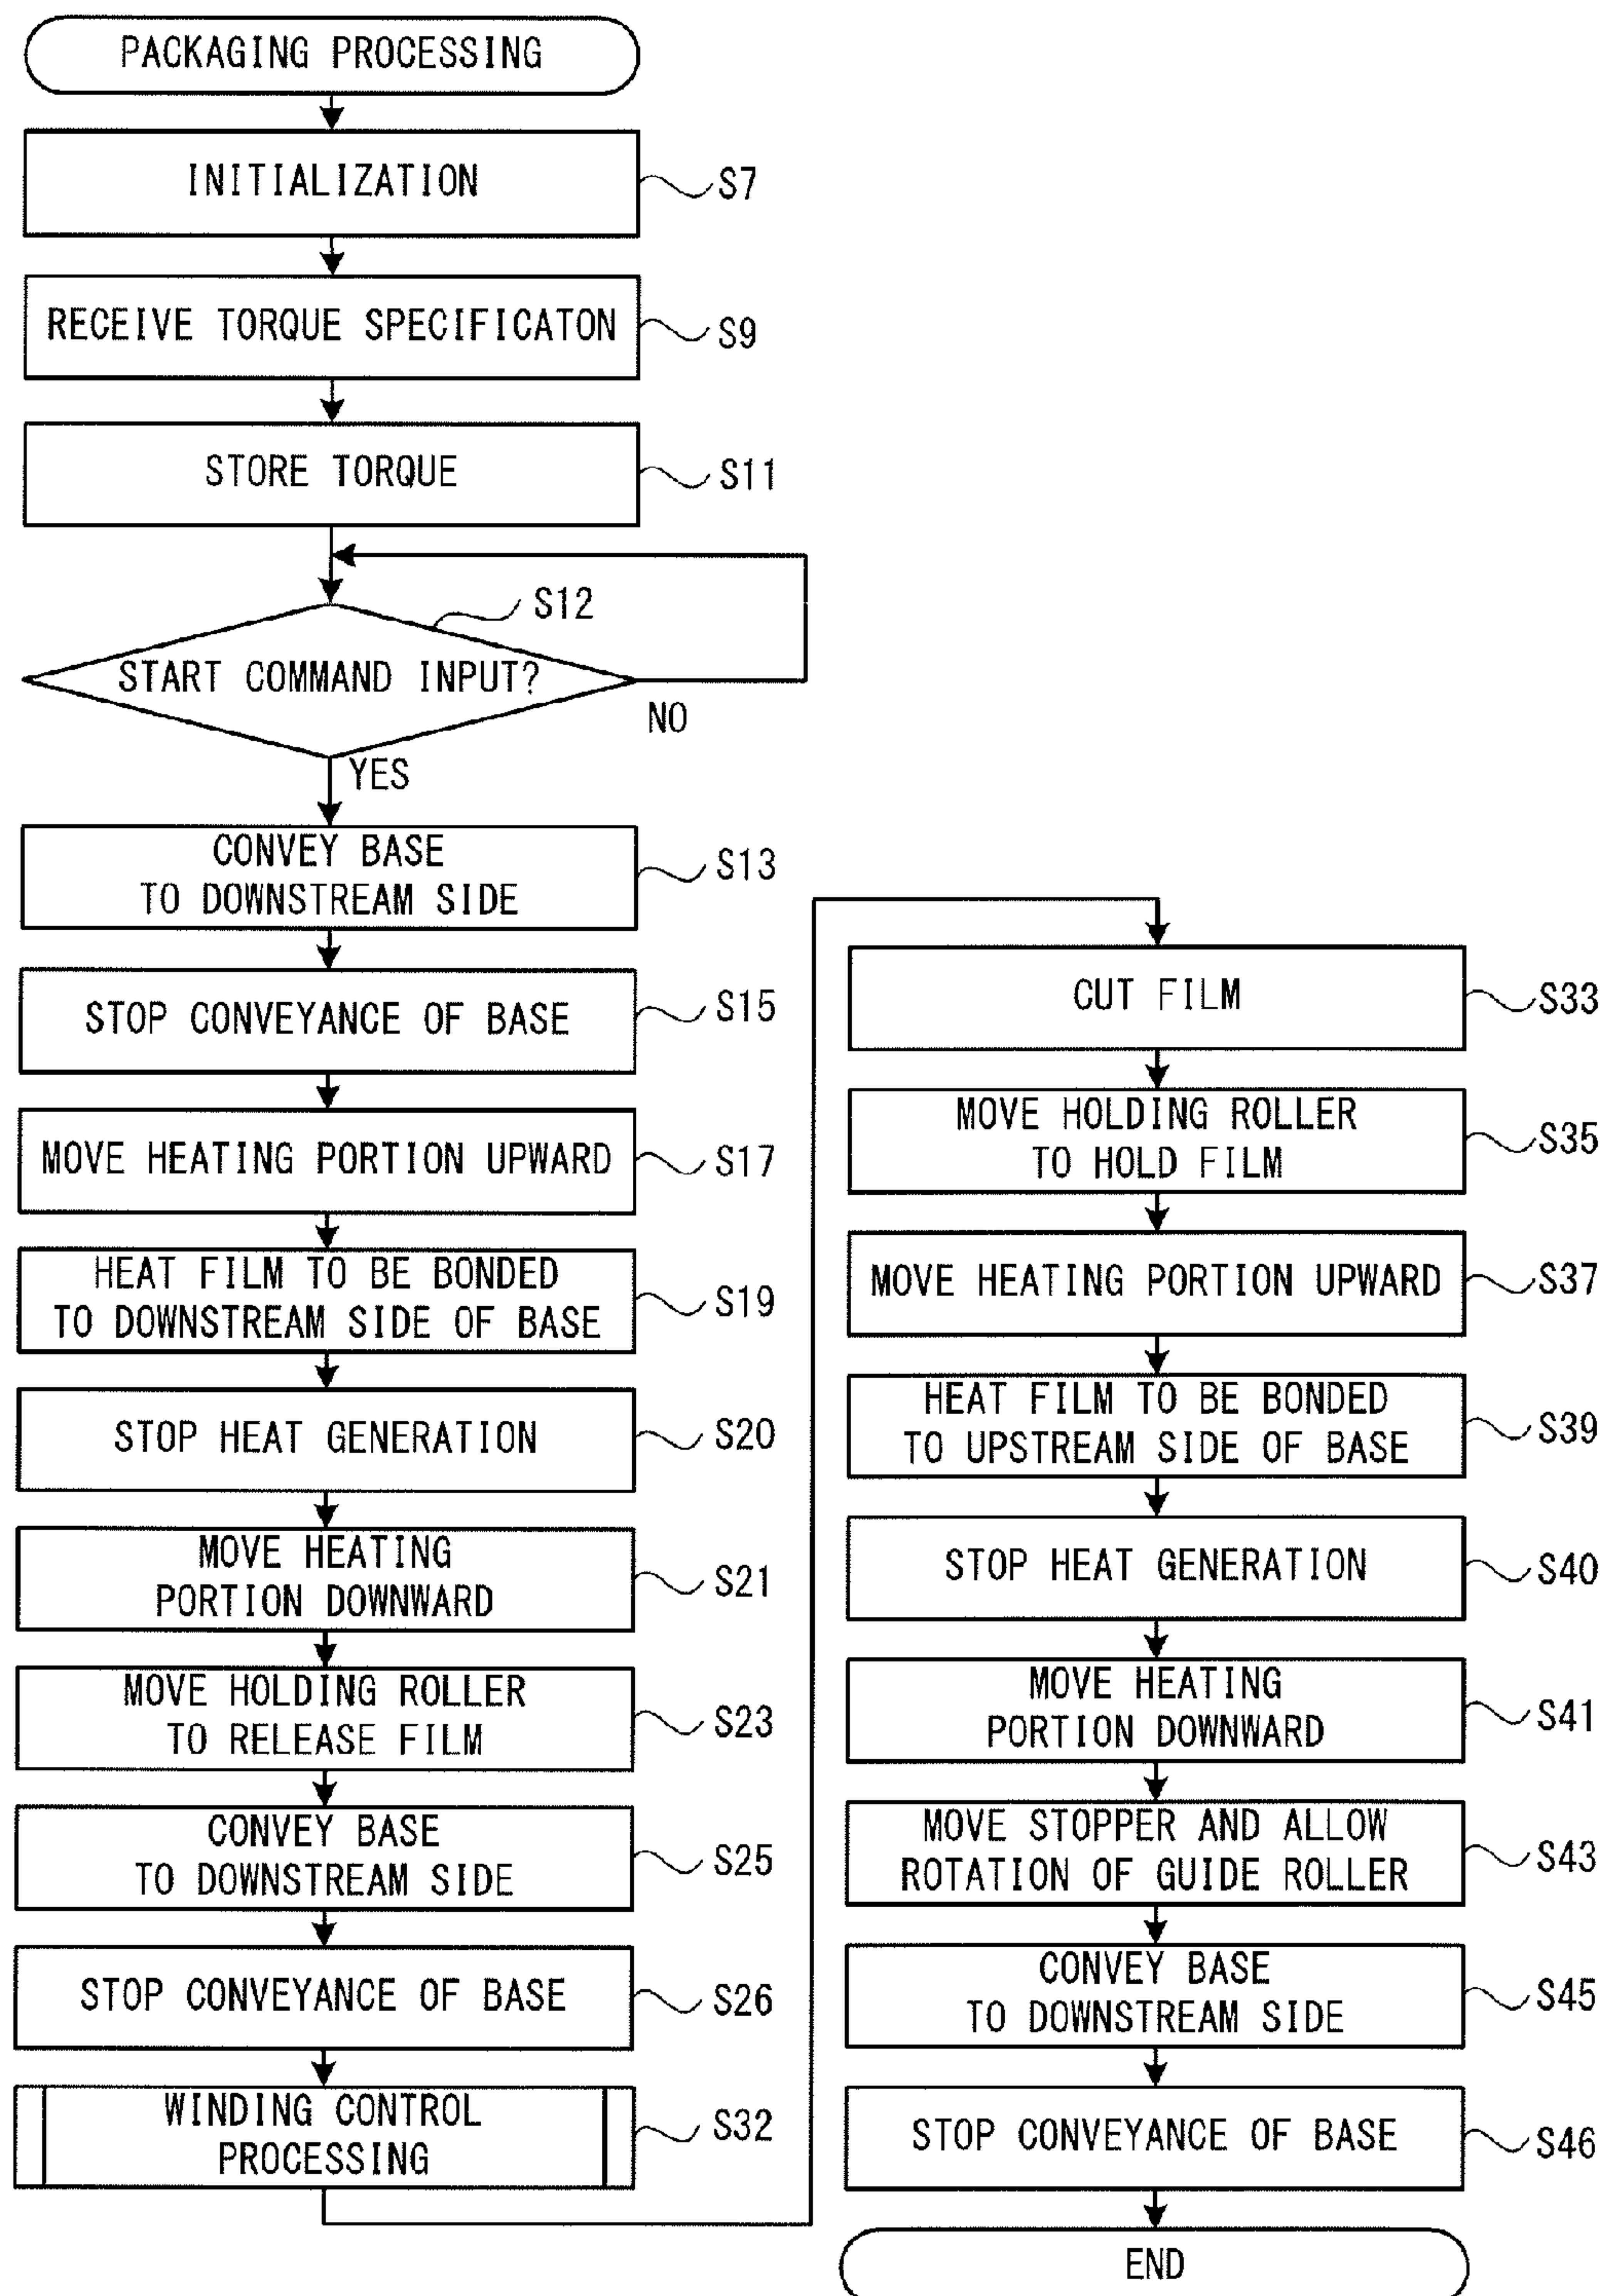 PACKAGING PROCESSING
INITIALIZATION
S7
RECEIVE TORQUE SPECIFICATON
S9
STORE TORQUE
S11
S12
START COMMAND INPUT?
NO
YES
CONVEY BASE
TO DOWNSTREAM SIDE
S13
STOP CONVEYANCE OF BASE
S15
MOVE HEATING PORTION UPWARD
S17
HEAT FILM TO BE BONDED
TO DOWNSTREAM SIDE OF BASE
S19
STOP HEAT GENERATION
S20
MOVE HEATING
PORTION DOWNWARD
S21
MOVE HOLDING ROLLER
TO RELEASE FILM
S23
CONVEY BASE
TO DOWNSTREAM SIDE
S25
STOP CONVEYANCE OF BASE
S26
WINDING CONTROL
PROCESSING
S32
CUT FILM
S33
MOVE HOLDING ROLLER
TO HOLD FILM
S35
MOVE HEATING PORTION UPWARD
S37
HEAT FILM TO BE BONDED
TO UPSTREAM SIDE OF BASE
S39
STOP HEAT GENERATION
S40
MOVE HEATING
PORTION DOWNWARD
S41
MOVE STOPPER AND ALLOW
ROTATION OF GUIDE ROLLER
S43
CONVEY BASE
TO DOWNSTREAM SIDE
S45
STOP CONVEYANCE OF BASE
S46
END